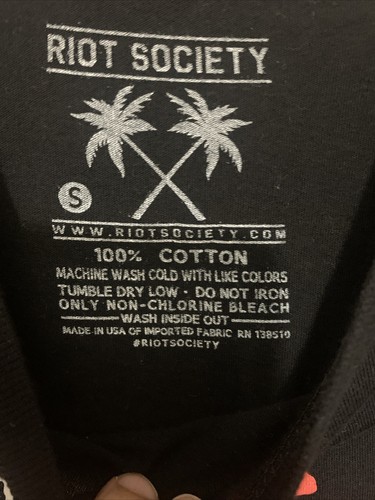 RIOT SOCIETY
S
WWW.RIOTSOCIETY.COM
100% COTTON
MACHINE WASH COLD WITH LIKE COLORS
TUMBLE DRY LOW • DO NOT IRON
ONLY NON-CHLORINE BLEACH
WASH INSIDE OUT
MADE IN USA OF IMPORTED FABRIC RN 138510
#RIOTSOCIETY